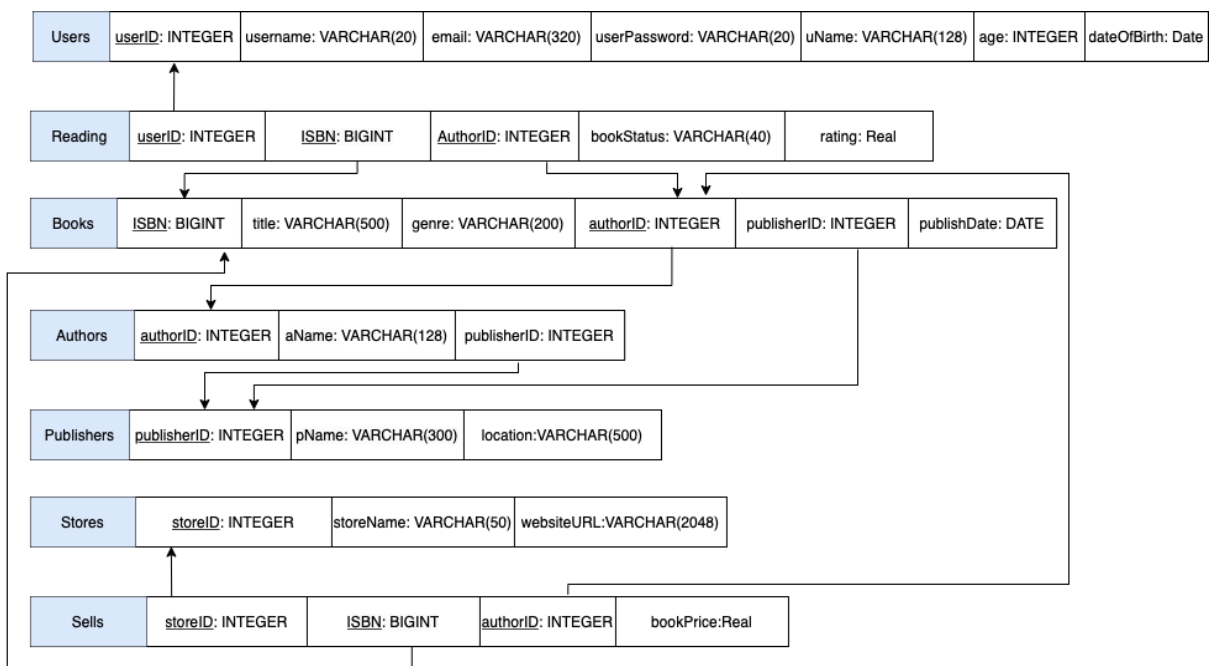 Users userID: INTEGER username: VARCHAR(20) email: VARCHAR(320) userPassword: VARCHAR(20) uName: VARCHAR(128) age: INTEGER dateOfBirth: Date
Reading userID: INTEGER ISBN: BIGINT AuthorID: INTEGER bookStatus: VARCHAR(40) rating: Real
Books ISBN: BIGINT title: VARCHAR(500) genre: VARCHAR(200) authorID: INTEGER publisherID: INTEGER publishDate: DATE
Authors authorID: INTEGER aName: VARCHAR(128) publisherID: INTEGER
Publishers publisherID: INTEGER pName: VARCHAR(300) location:VARCHAR(500)
Stores storeID: INTEGER storeName: VARCHAR(50) websiteURL:VARCHAR(2048)
Sells storeID: INTEGER ISBN: BIGINT authorID: INTEGER bookPrice:Real